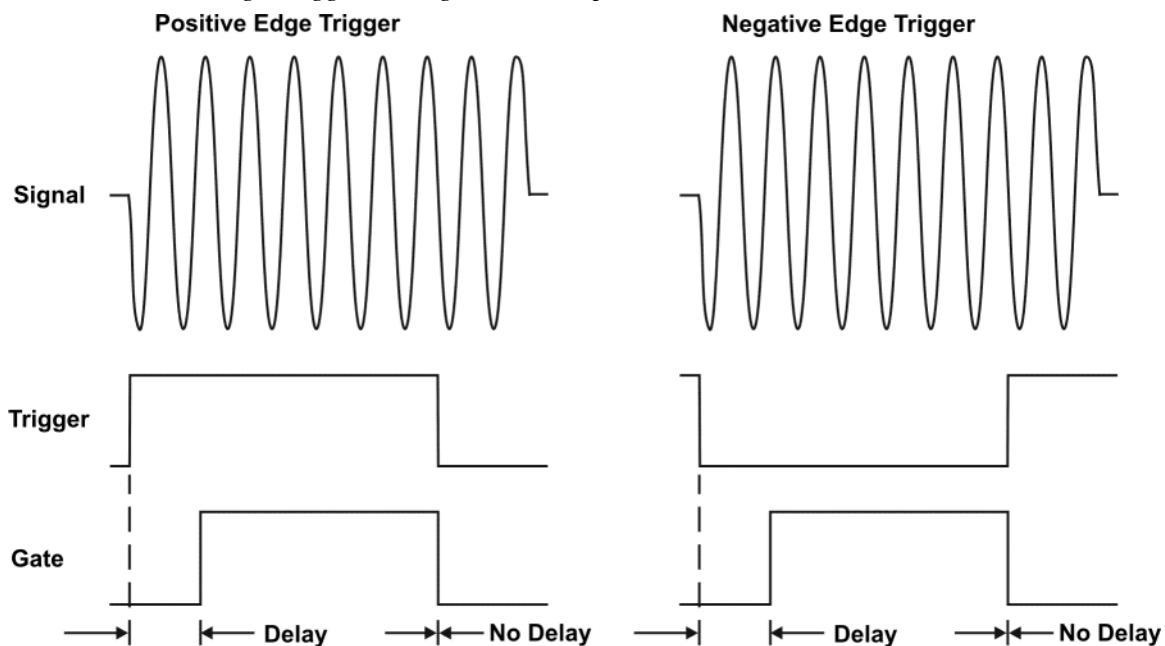 Positive Edge Trigger
Negative Edge Trigger
Signal
Trigger
Gate
Delay
No Delay
Delay
No Delay